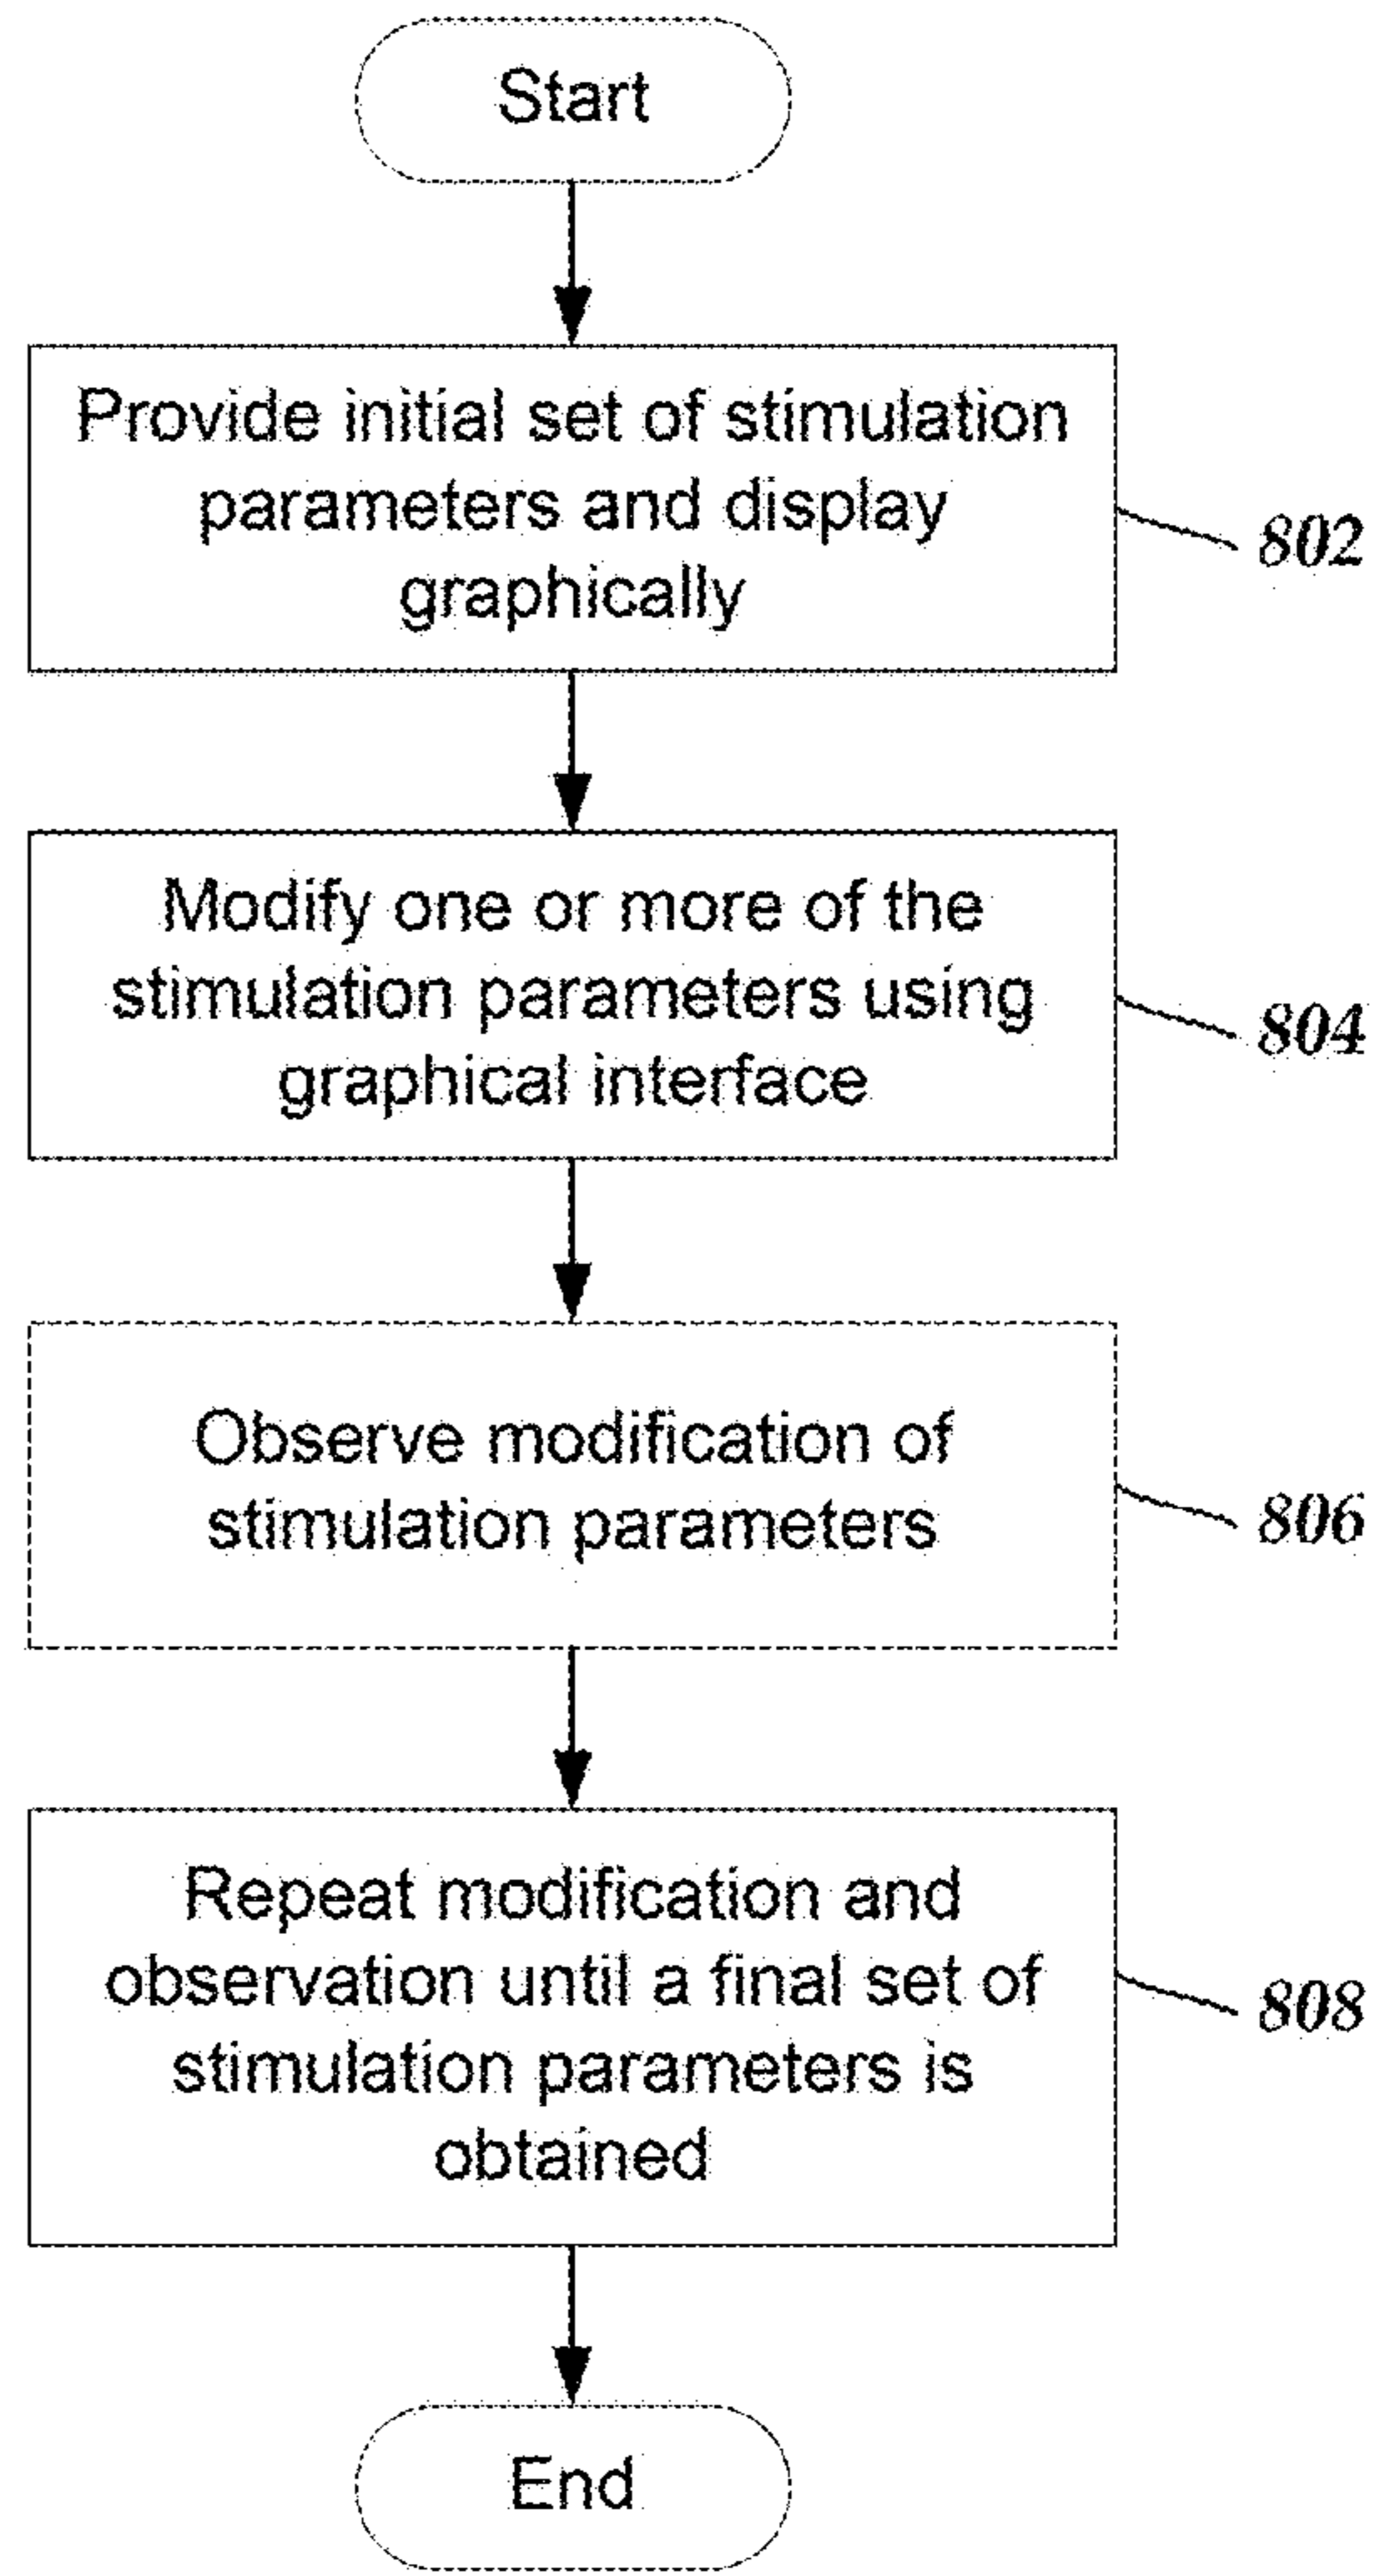 Start
Provide initial set of stimulation
parameters and display
graphically
802
Modify one or more of the
stimulation parameters using
graphical interface
804
Observe modification of
stimulation parameters
806
Repeat modification and
observation until a final set of
stimulation parameters is
obtained
808
End